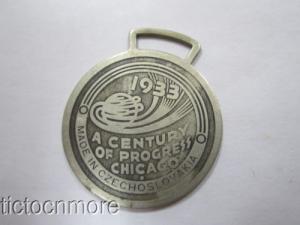 1933
A CENTURY
OF PROGRESS
CHICAGO
MADE IN CZECHOSLOVAKIA
tictocnmore